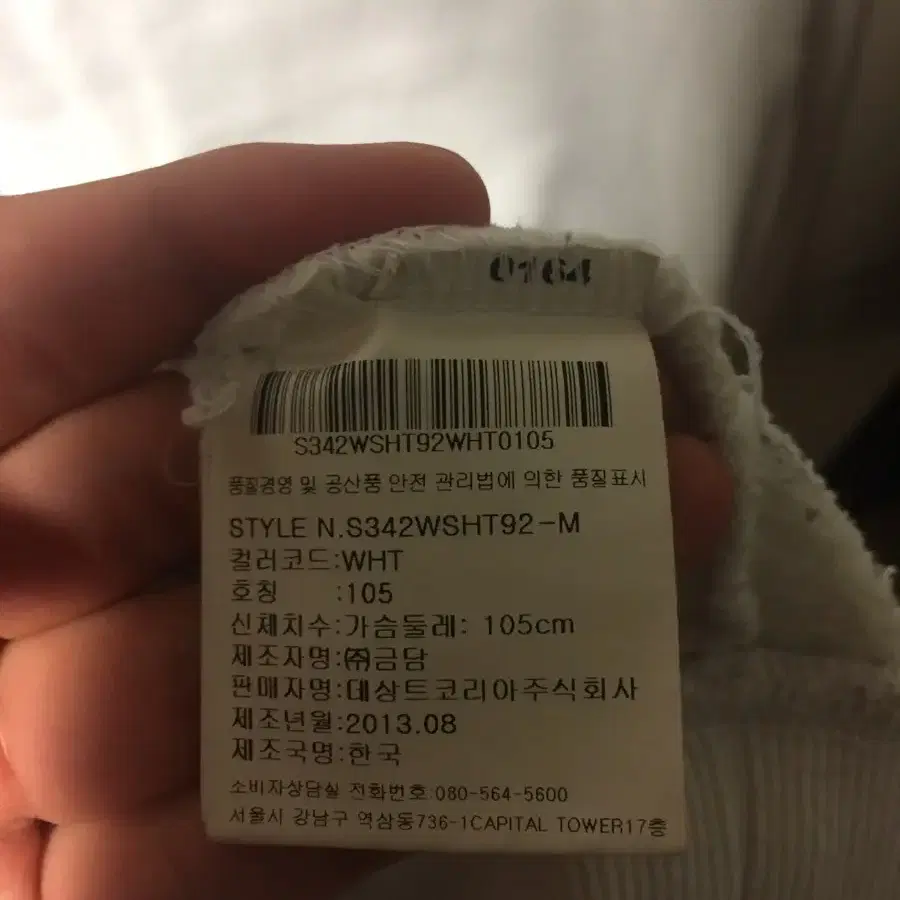 0164
S342WSHT92WHT0105
품질경영 및 공산품 안전 관리법에 의한 품질표시
STYLE N.S342WSHT92-M
컬러코드:WHT
호칭 :105
신체치수:가슴둘레: 105cm
제조자명:㈜금담
판매자명:데상트코리아주식회사
제조년월:2013.08
제조국명:한국
소비자상담실 전화번호:080-564-5600
서울시 강남구 역삼동736-1CAPITAL TOWER17층